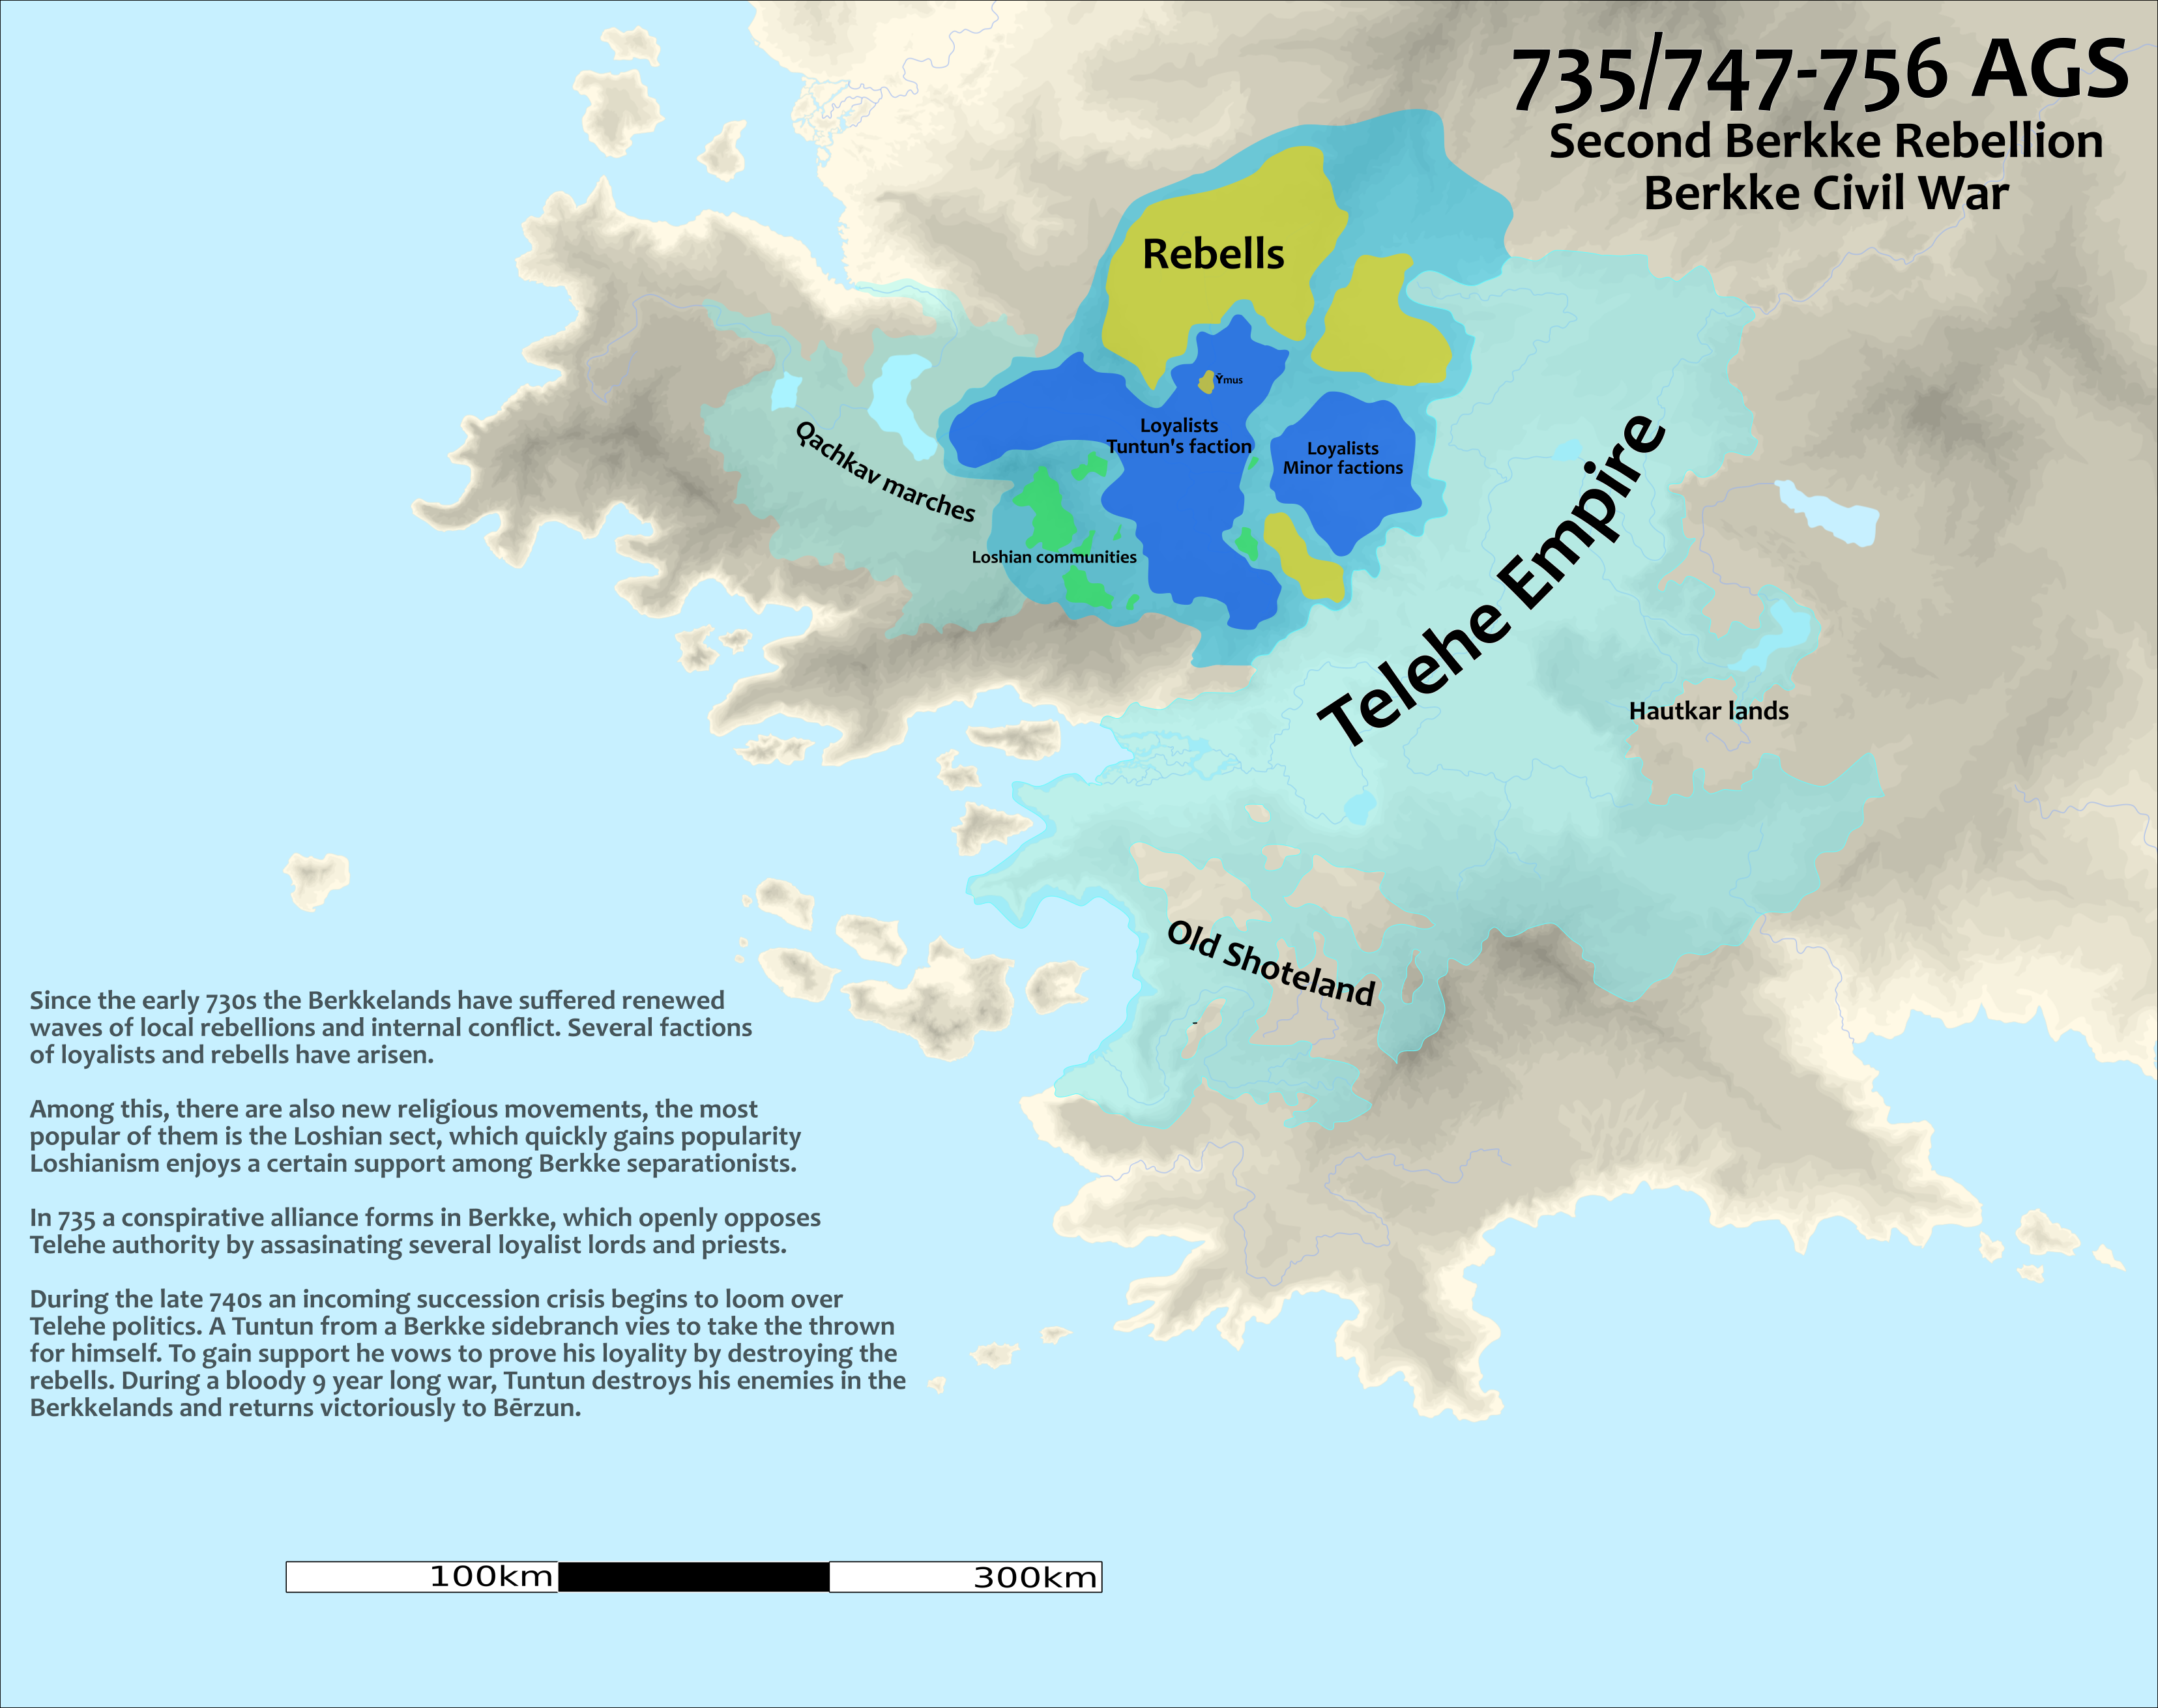 735/747-756 AGS
Second Berkke Rebellion
Berkke Civil War
Rebells
Ȳmus
Loyalists
Tuntun's faction
Loyalists
Minor factions
Qachkav marches
Loshian communities
Telehe Empire
Hautkar lands
Old Shoteland
-
Since the early 730s the Berkkelands have suffered renewed
waves of local rebellions and internal conflict. Several factions
of loyalists and rebells have arisen.
Among this, there are also new religious movements, the most
popular of them is the Loshian sect, which quickly gains popularity
Loshianism enjoys a certain support among Berkke separationists.
In 735 a conspirative alliance forms in Berkke, which openly opposes
Telehe authority by assasinating several loyalist lords and priests.
During the late 740s an incoming succession crisis begins to loom over
Telehe politics. A Tuntun from a Berkke sidebranch vies to take the thrown
for himself. To gain support he vows to prove his loyality by destroying the
rebells. During a bloody 9 year long war, Tuntun destroys his enemies in the
Berkkelands and returns victoriously to Bērzun.
100km
300km